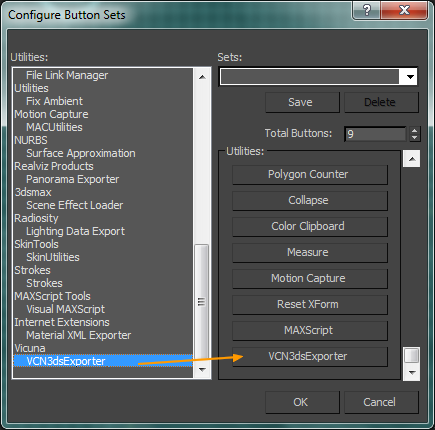 Configure Button Sets
?
Utilities:
File Link Manager
Utilities
Fix Ambient
Motion Capture
MACUtilities
NURBS
Surface Approximation
Realviz Products
Panorama Exporter
3dsmax
Scene Effect Loader
Radiosity
Lighting Data Export
SkinTools
SkinUtilities
Strokes
Strokes
MAXScript Tools
Visual MAXScript
Internet Extensions
Material XML Exporter
Vicuna
VCN3dsExporter
Sets:
Save
Delete
Total Buttons:
9
Utilities:
Polygon Counter
Collapse
Color Clipboard
Measure
Motion Capture
Reset XForm
MAXScript
VCN3dsExporter
OK
Cancel